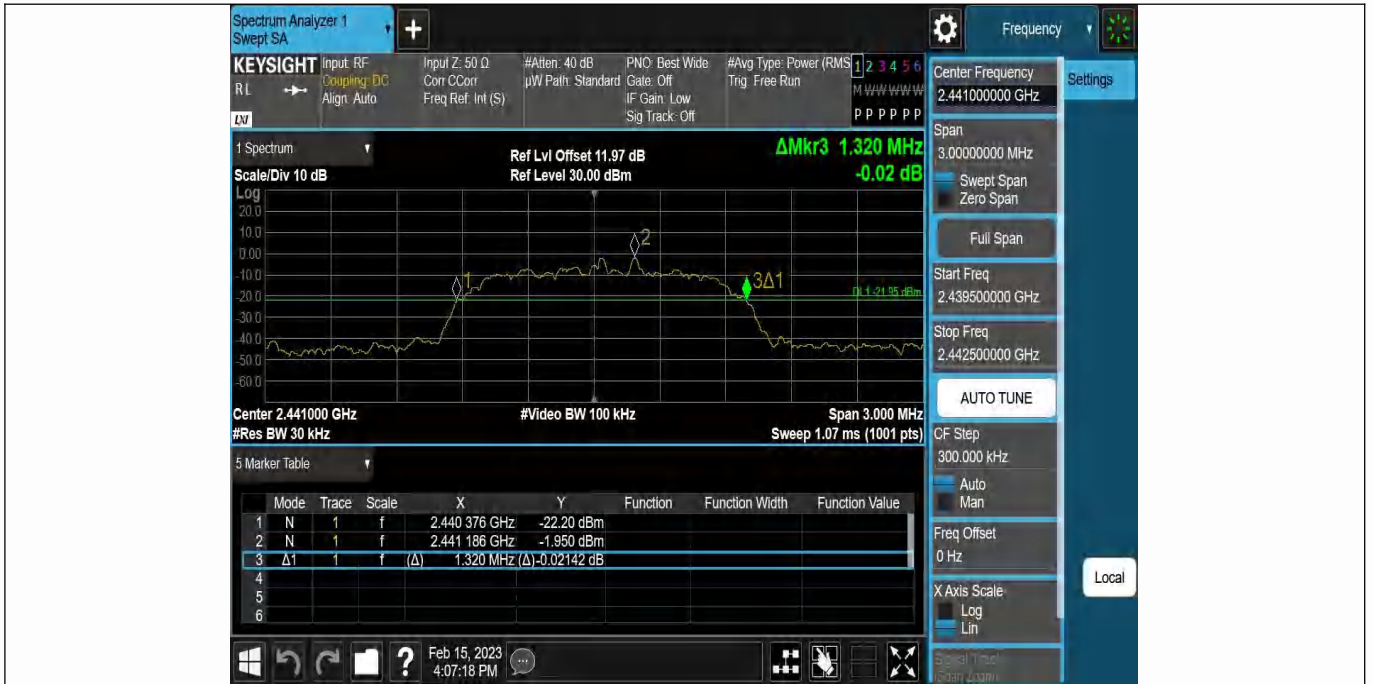 Spectrum Analyzer 1
Swept SA
+
Frequency
KEYSIGHT
RL
LXI
Input: RF
Coupling: DC
Align: Auto
Input Z: 50 Ω
Corr CCorr
Freq Ref: Int (S)
#Atten: 40 dB
µW Path: Standard
PNO: Best Wide
Gate: Off
IF Gain: Low
Sig Track: Off
#Avg Type: Power (RMS
Trig: Free Run
1 2 3 4 5 6
M W W W W W
P P P P P P
1 Spectrum
Scale/Div 10 dB
Ref Lvl Offset 11.97 dB
Ref Level 30.00 dBm
ΔMkr3 1.320 MHz
-0.02 dB
Log
20.0
10.0
0.00
-10.0
-20.0
-30.0
-40.0
-50.0
-60.0
1
2
3Δ1
DL1 -21.95 dBm
Center 2.441000 GHz
#Video BW 100 kHz
Span 3.000 MHz
#Res BW 30 kHz
Sweep 1.07 ms (1001 pts)
5 Marker Table
Mode Trace Scale X Y Function Function Width Function Value
1 N 1 f 2.440 376 GHz -22.20 dBm
2 N 1 f 2.441 186 GHz -1.950 dBm
3 Δ1 1 f (Δ) 1.320 MHz (Δ) -0.02142 dB
4
5
6
?
Feb 15, 2023
4:07:18 PM
Center Frequency
2.441000000 GHz
Settings
Span
3.00000000 MHz
Swept Span
Zero Span
Full Span
Start Freq
2.439500000 GHz
Stop Freq
2.442500000 GHz
AUTO TUNE
CF Step
300.000 kHz
Auto
Man
Freq Offset
0 Hz
X Axis Scale
Log
Lin
Signal Track
(Span Zoom)
Local